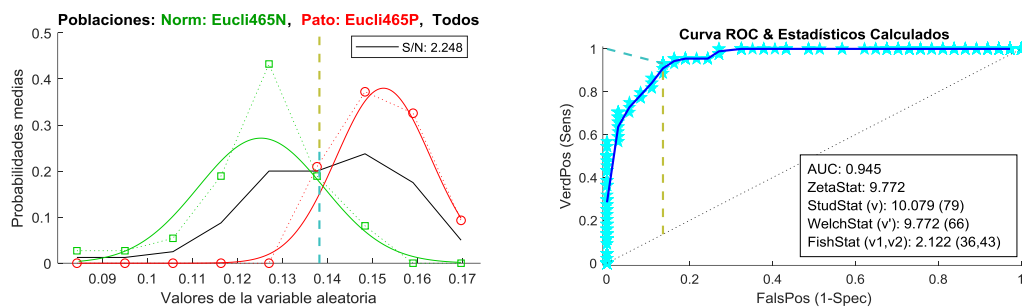 Poblaciones: Norm: Eucli465N, Pato: Eucli465P, Todos
S/N: 2.248
Probabilidades medias
0.5
0.4
0.3
0.2
0.1
0
0.09 0.1 0.11 0.12 0.13 0.14 0.15 0.16 0.17
Valores de la variable aleatoria
Curva ROC & Estadísticos Calculados
VerdPos (Sens)
1
0.8
0.6
0.4
0.2
0
AUC: 0.945
ZetaStat: 9.772
StudStat (v): 10.079 (79)
WelchStat (v'): 9.772 (66)
FishStat (v1,v2): 2.122 (36,43)
0 0.2 0.4 0.6 0.8 1
FalsPos (1-Spec)